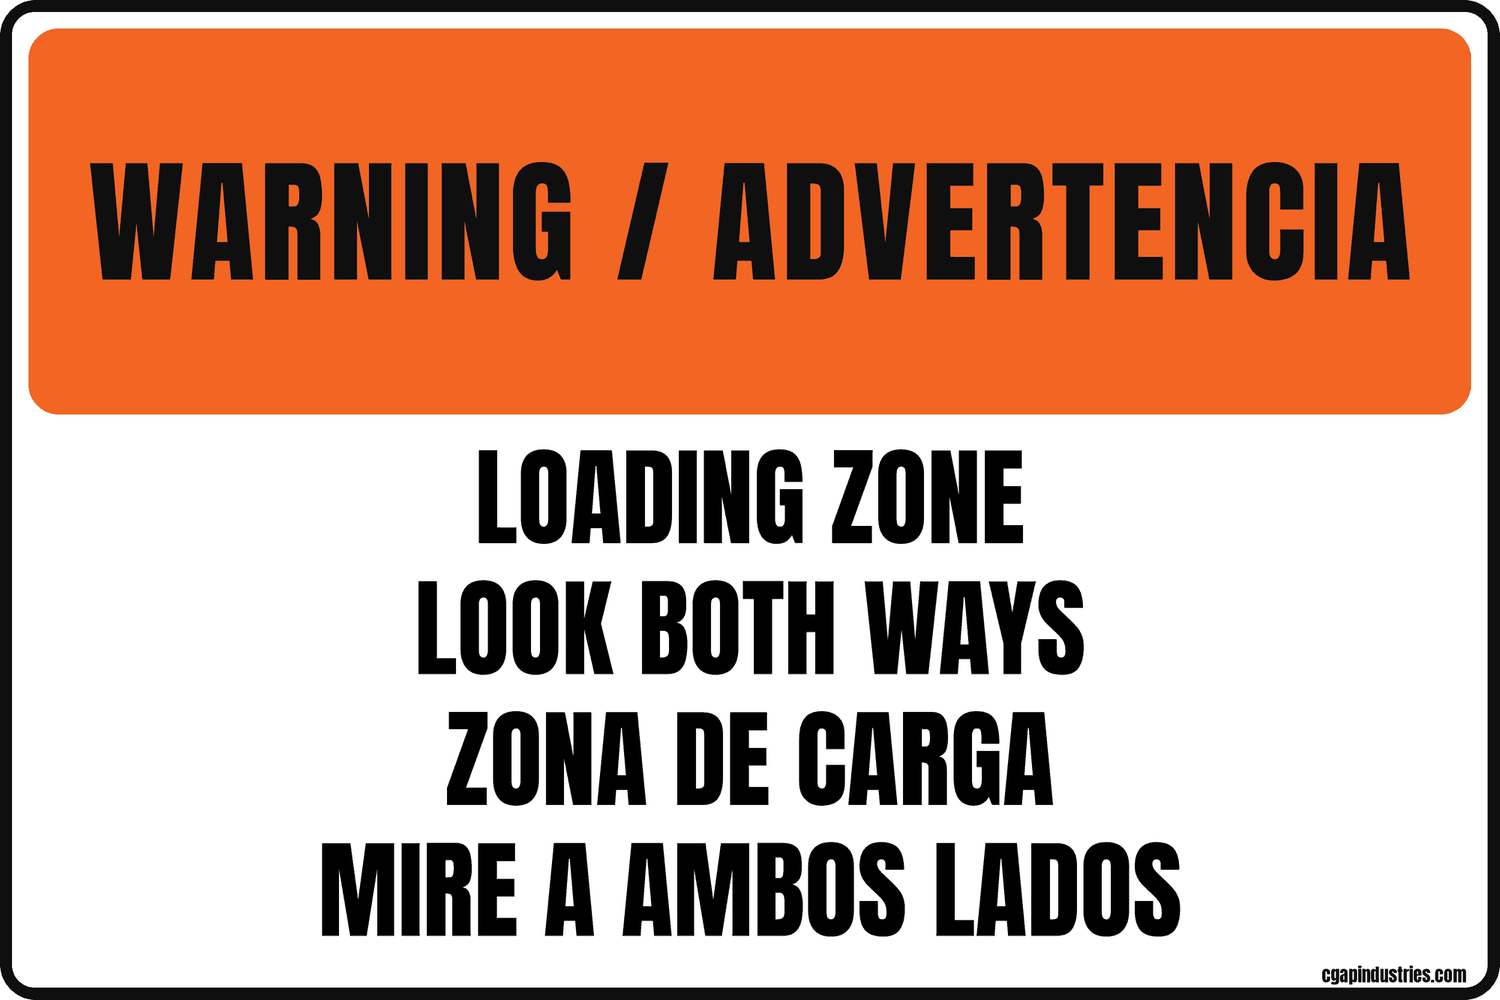 WARNING / ADVERTENCIA
LOADING ZONE
LOOK BOTH WAYS
ZONA DE CARGA
MIRE A AMBOS LADOS
cgapindustries.com